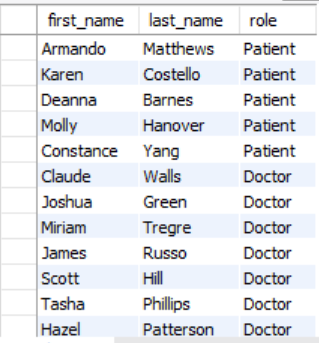 first_name last_name role
Armando Matthews Patient
Karen Costello Patient
Deanna Barnes Patient
Molly Hanover Patient
Constance Yang Patient
Claude Walls Doctor
Joshua Green Doctor
Miriam Tregre Doctor
James Russo Doctor
Scott Hill Doctor
Tasha Phillips Doctor
Hazel Patterson Doctor